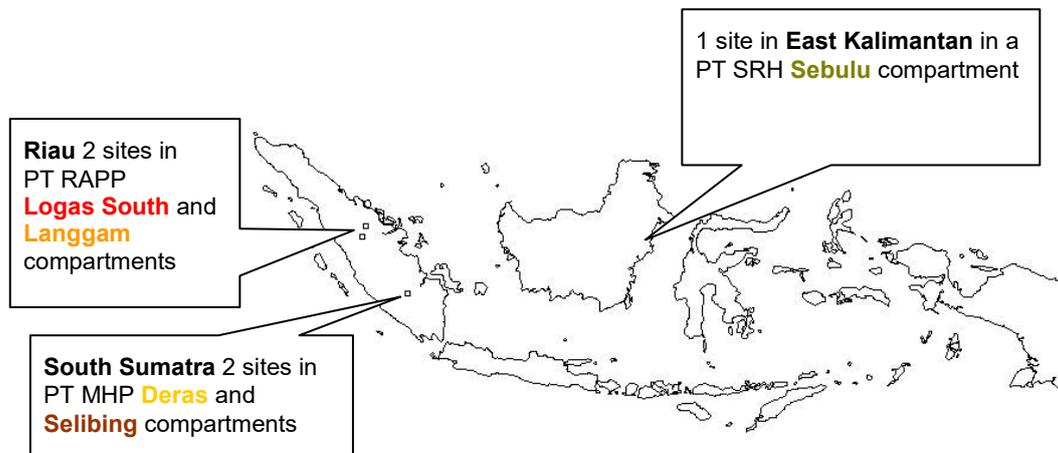 1 site in East Kalimantan in a
PT SRH Sebulu compartment
Riau 2 sites in
PT RAPP
Logas South and
Langgam
compartments
South Sumatra 2 sites in
PT MHP Deras and
Selibing compartments